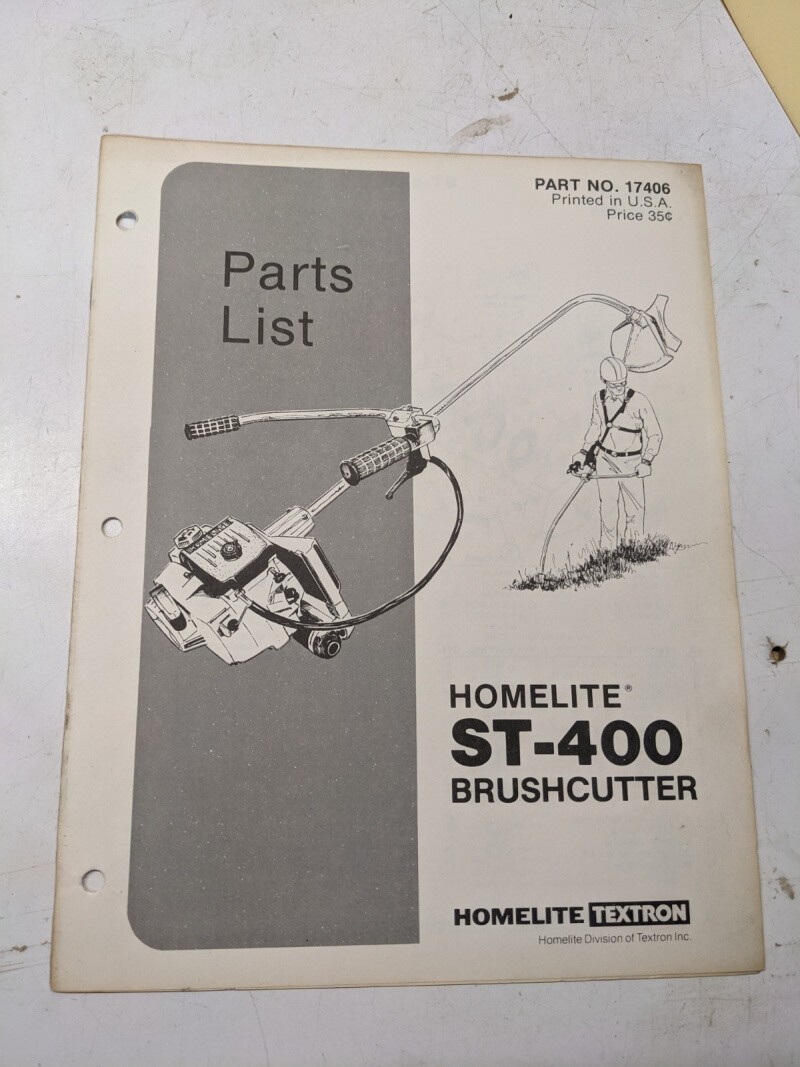 PART NO. 17406
Printed in U.S.A.
Price 35¢
Parts
List
HOMELITE®
ST-400
BRUSHCUTTER
HOMELITE TEXTRON
Homelite Division of Textron Inc.